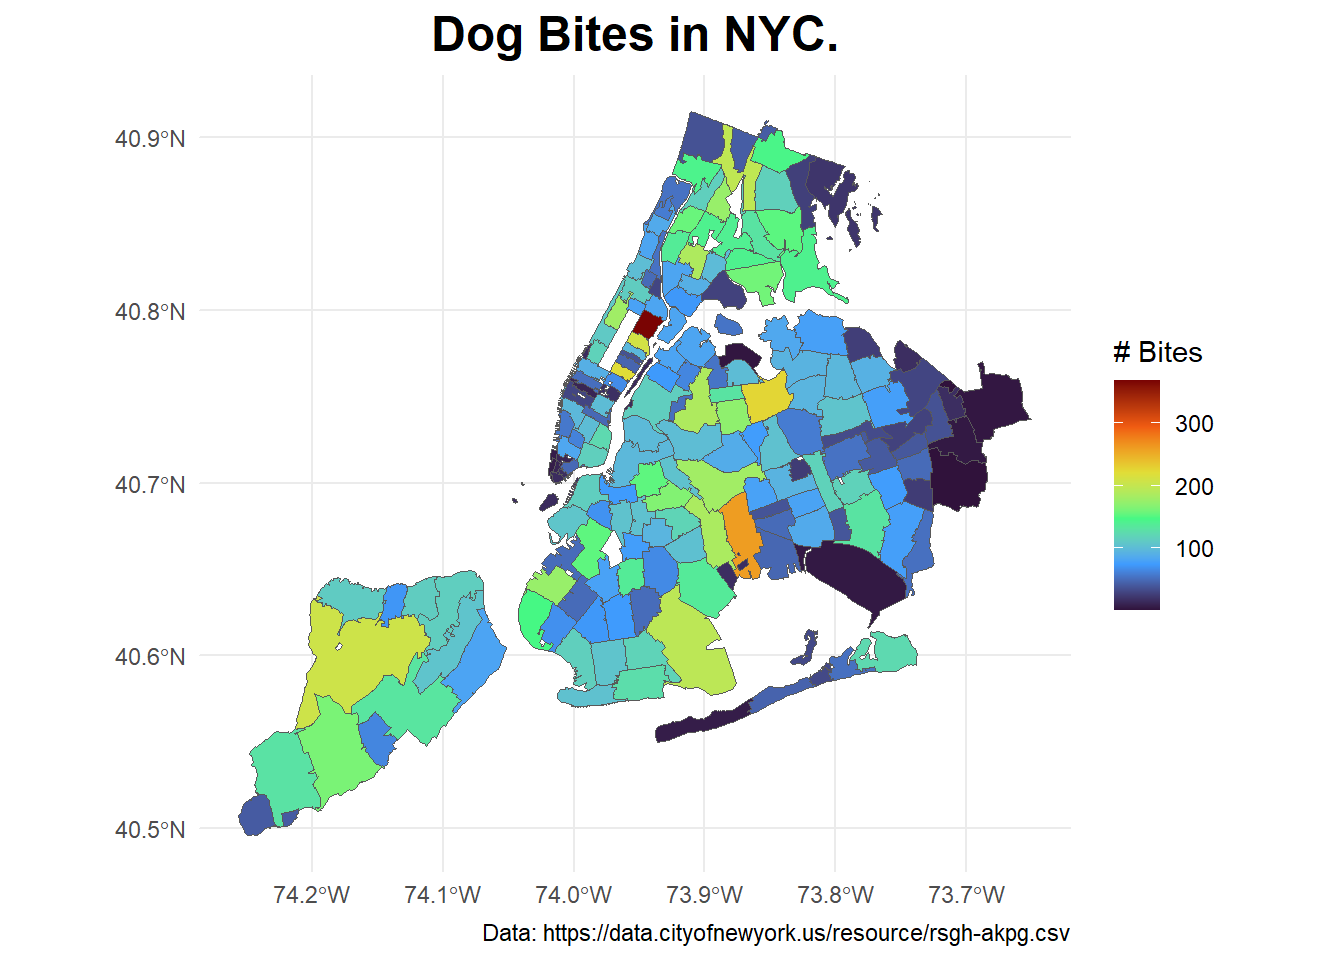 Dog Bites in NYC.
40.9°N
40.8°N
40.7°N
40.6°N
40.5°N
74.2°W 74.1°W 74.0°W 73.9°W 73.8°W 73.7°W
# Bites
300
200
100
Data: https://data.cityofnewyork.us/resource/rsgh-akpg.csv